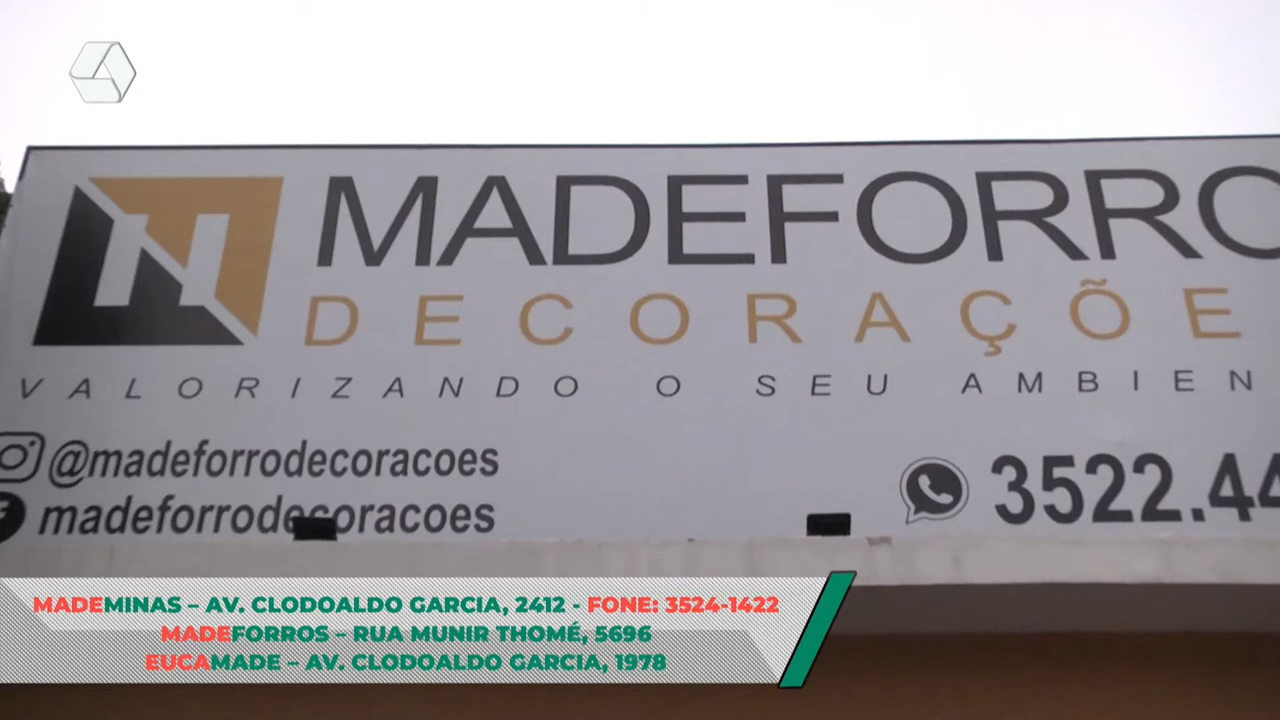 MADEFORRO
DECORAÇÕE
VALORIZANDO O SEU AMBIEN
@madeforrodecoracoes
3522.44
madeforrodecoracoes
MADEMINAS – AV. CLODOALDO GARCIA, 2412 - FONE: 3524-1422
MADEFORROS – RUA MUNIR THOMÉ, 5696
EUCAMADE – AV. CLODOALDO GARCIA, 1978